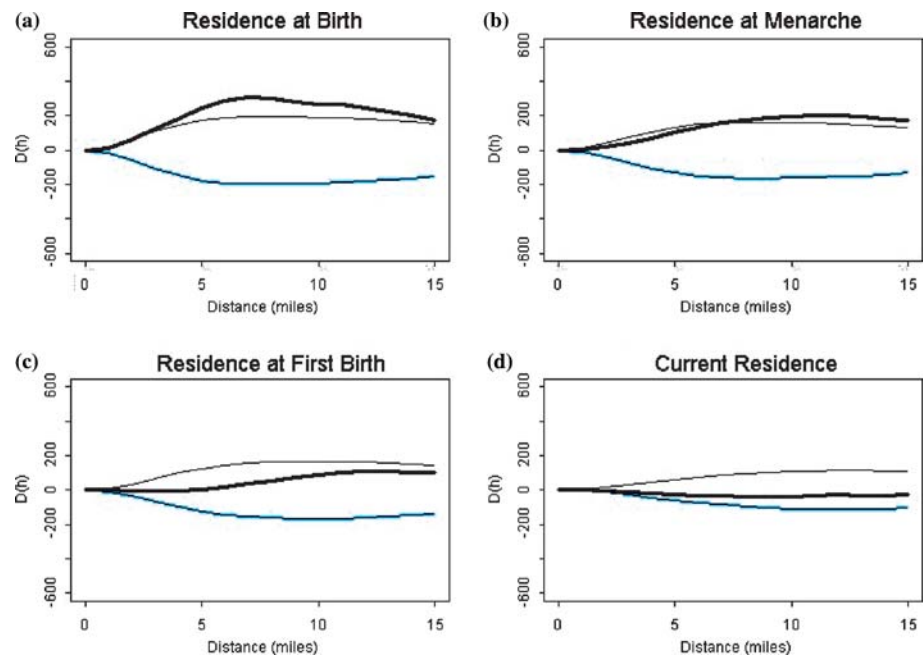 (a) Residence at Birth
600
200
0
-200
-600
D(h)
0 5 10 15
Distance (miles)
(b) Residence at Menarche
600
200
0
-200
-600
D(h)
0 5 10 15
Distance (miles)
(c) Residence at First Birth
600
200
0
-200
-600
D(h)
0 5 10 15
Distance (miles)
(d) Current Residence
600
200
0
-200
-600
D(h)
0 5 10 15
Distance (miles)